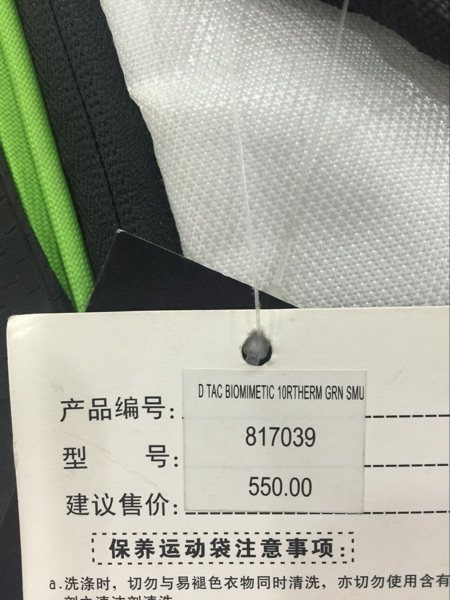 D TAC BIOMIMETIC 10RTHERM GRN SMU
产品编号: 817039
型 号: 550.00
建议售价:
保养运动袋注意事项:
a.洗涤时，切勿与易褪色衣物同时清洗，亦切勿使用含有